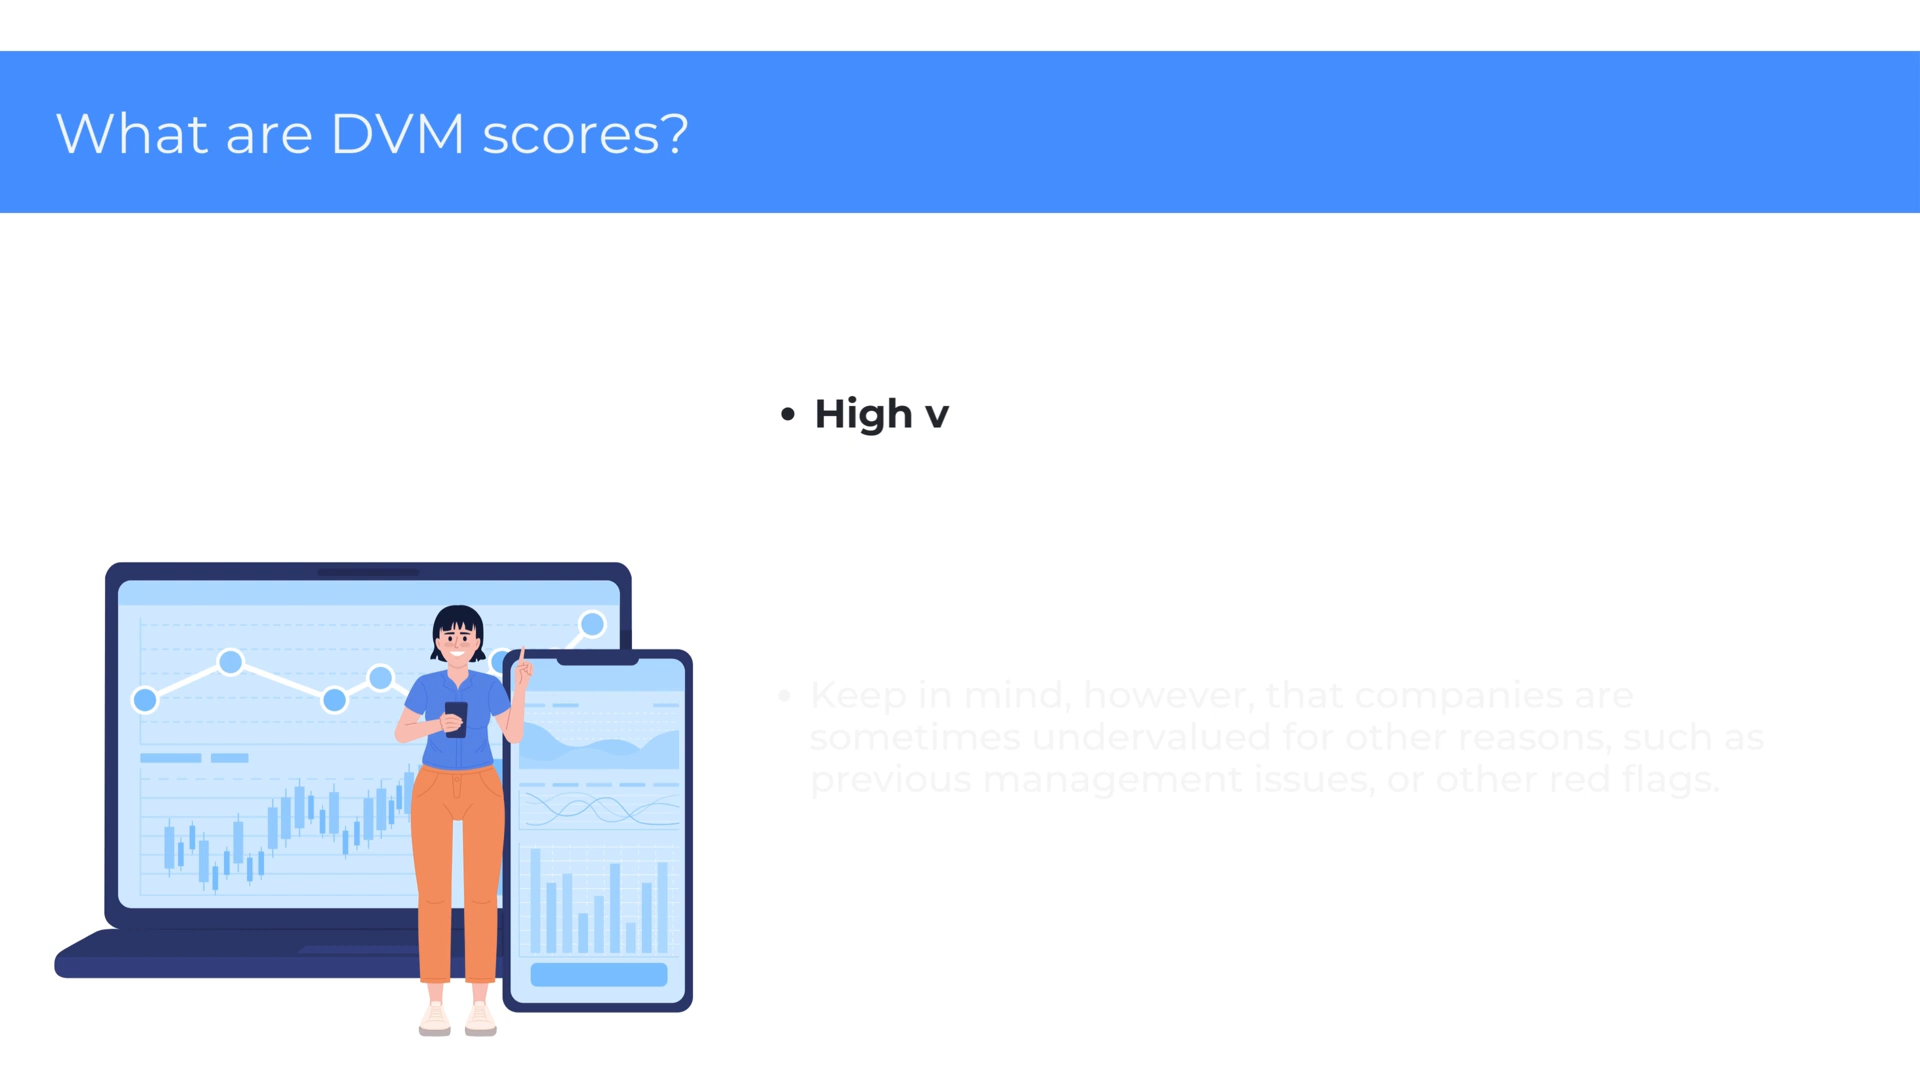 What are DVM scores?
• High v
• Keep in mind, however, that companies are
sometimes undervalued for other reasons, such as
previous management issues, or other red flags.